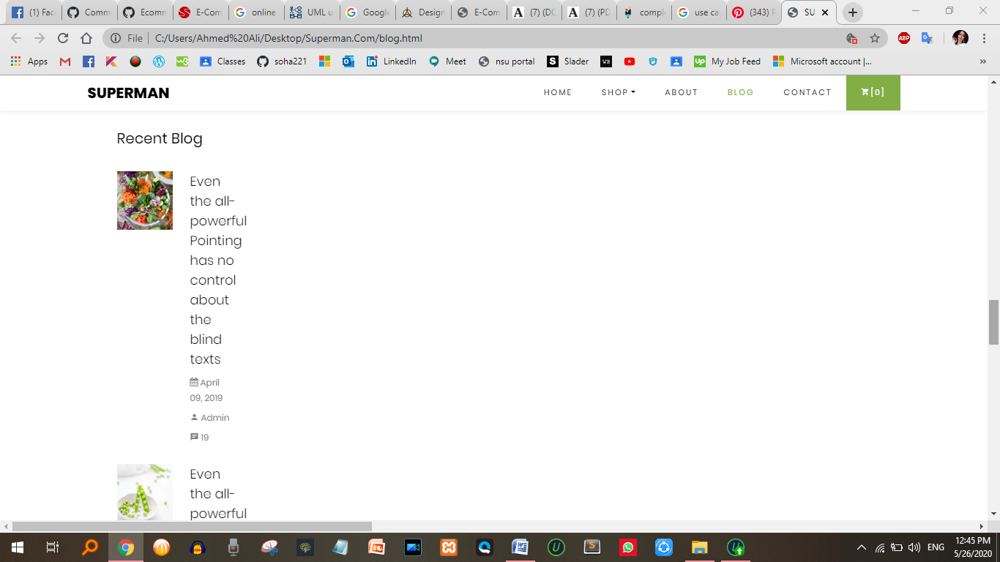 (1) Fac
Comm
Ecomm
E-Com
online
UML u
Google
Design
E-Com
(7) (DC
(7) (PD
compl
use ca
(343) F
SU
File
C:/Users/Ahmed%20Ali/Desktop/Superman.Com/blog.html
ABP
Apps
Classes
soha221
LinkedIn
Meet
nsu portal
Slader
My Job Feed
Microsoft account |...
SUPERMAN
HOME
SHOP
ABOUT
BLOG
CONTACT
[0]
Recent Blog
Even
the all-
powerful
Pointing
has no
control
about
the
blind
texts
April
09, 2019
Admin
19
Even
the all-
powerful
ENG
12:45 PM
5/26/2020